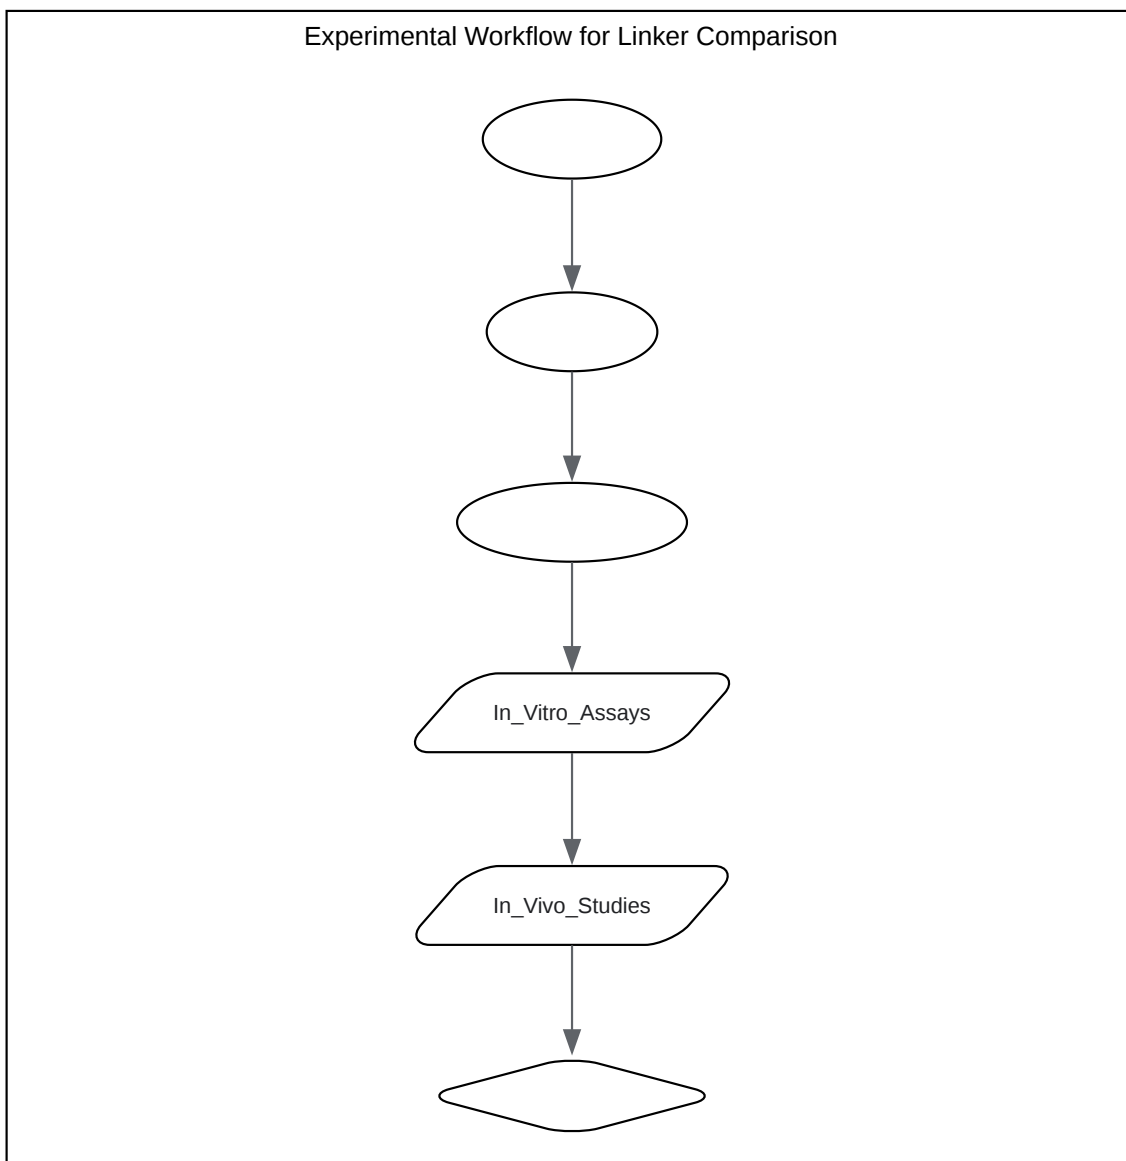 Experimental Workflow for Linker Comparison
In_Vitro_Assays
In_Vivo_Studies